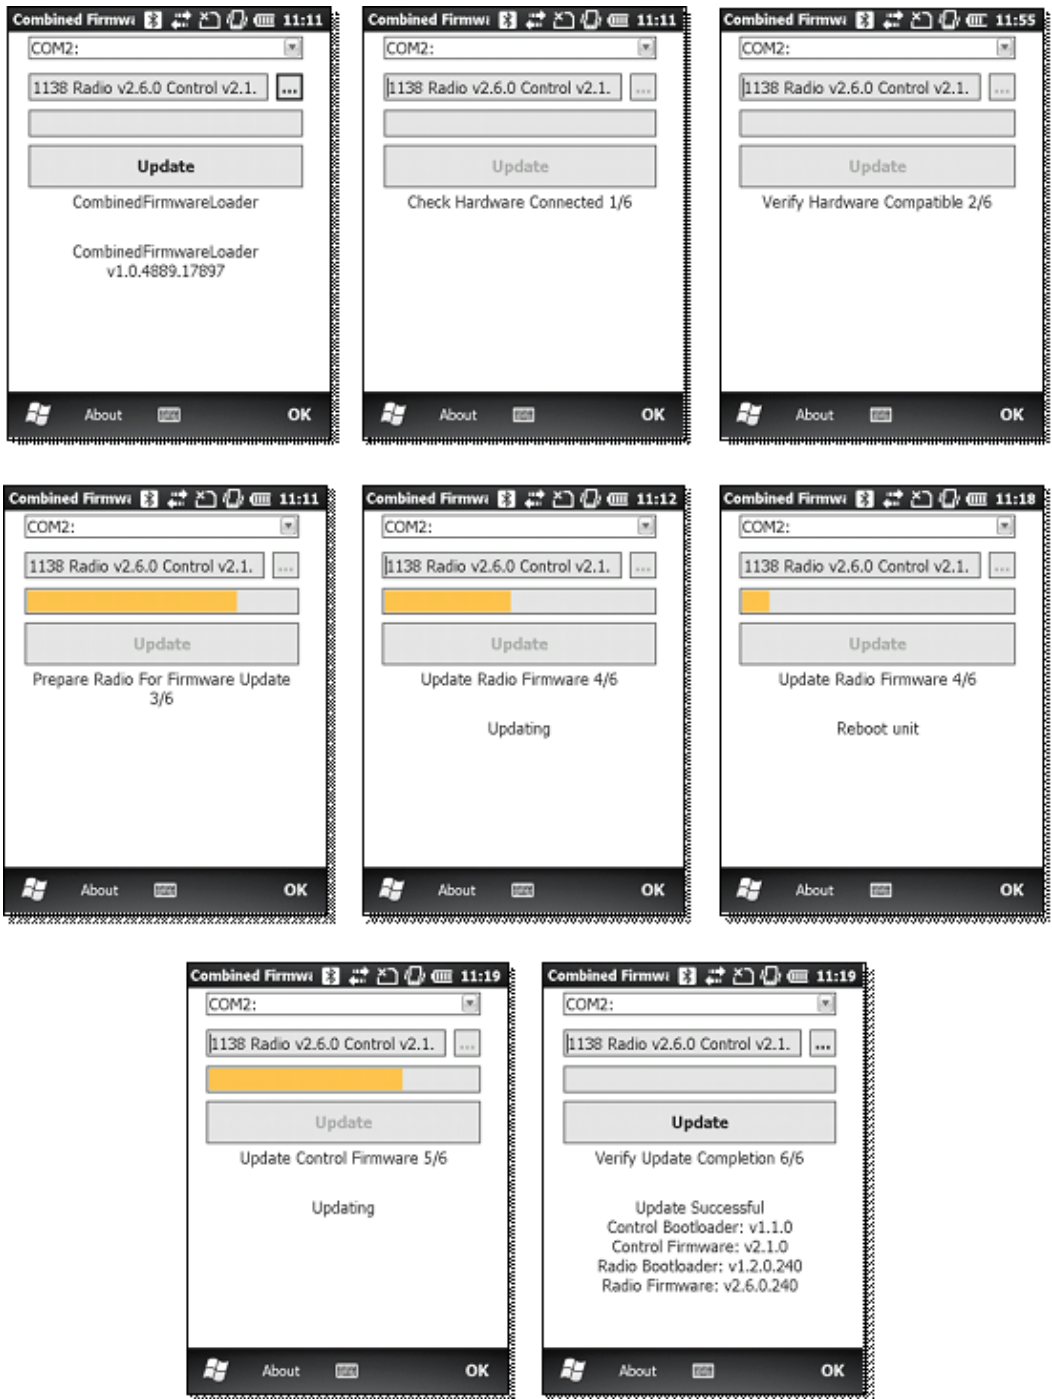 Combined Firmwa 11:11
COM2:
1138 Radio v2.6.0 Control v2.1. ...
Update
CombinedFirmwareLoader
CombinedFirmwareLoader
v1.0.4889.17897
About OK
Combined Firmwa 11:11
COM2:
1138 Radio v2.6.0 Control v2.1. ...
Update
Check Hardware Connected 1/6
About OK
Combined Firmwa 11:55
COM2:
1138 Radio v2.6.0 Control v2.1. ...
Update
Verify Hardware Compatible 2/6
About OK
Combined Firmwa 11:11
COM2:
1138 Radio v2.6.0 Control v2.1. ...
Update
Prepare Radio For Firmware Update
3/6
About OK
Combined Firmwa 11:12
COM2:
1138 Radio v2.6.0 Control v2.1. ...
Update
Update Radio Firmware 4/6
Updating
About OK
Combined Firmwa 11:18
COM2:
1138 Radio v2.6.0 Control v2.1. ...
Update
Update Radio Firmware 4/6
Reboot unit
About OK
Combined Firmwa 11:19
COM2:
1138 Radio v2.6.0 Control v2.1. ...
Update
Update Control Firmware 5/6
Updating
About OK
Combined Firmwa 11:19
COM2:
1138 Radio v2.6.0 Control v2.1. ...
Update
Verify Update Completion 6/6
Update Successful
Control Bootloader: v1.1.0
Control Firmware: v2.1.0
Radio Bootloader: v1.2.0.240
Radio Firmware: v2.6.0.240
About OK